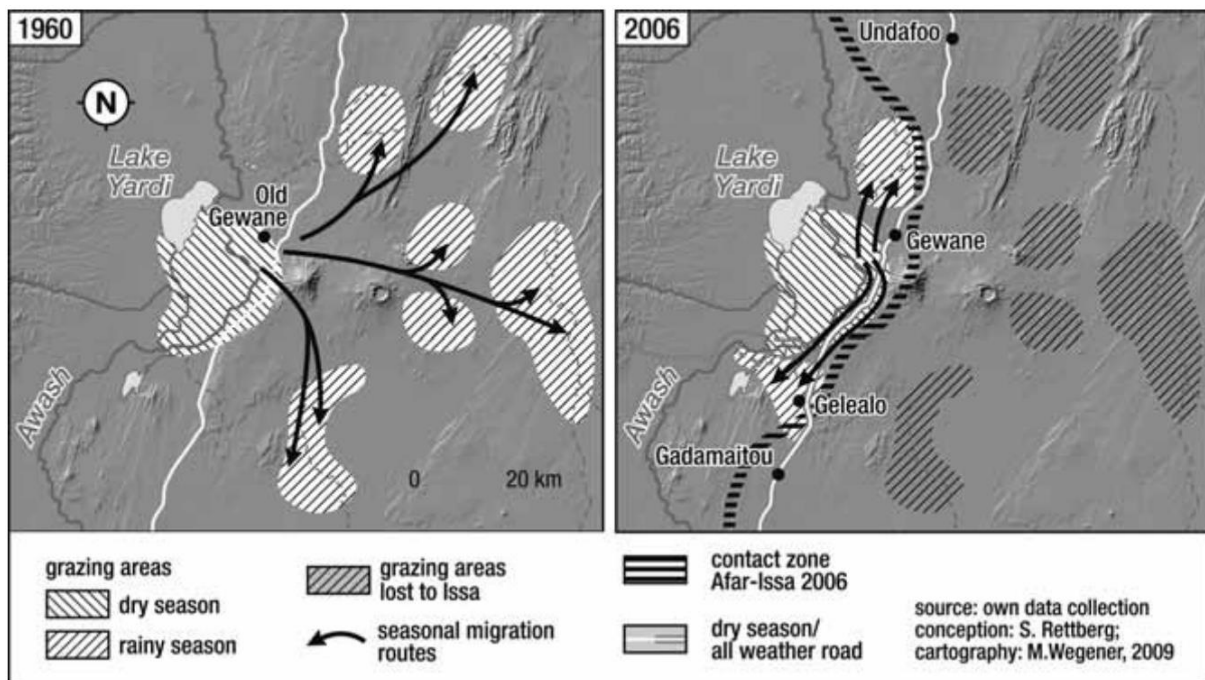 1960
N
Lake
Yardi
Old
Gewane
Awash
0 20 km
2006
Undafoo
Lake
Yardi
Gewane
Awash
Gelealo
Gadamaitou
grazing areas
dry season
rainy season
grazing areas
lost to Issa
seasonal migration
routes
contact zone
Afar-Issa 2006
dry season/
all weather road
source: own data collection
conception: S. Rettberg;
cartography: M.Wegener, 2009